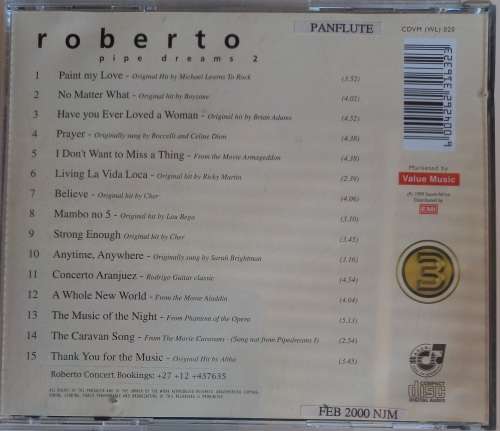 roberto
pipe dreams 2
PANFLUTE
CDVM (WL) 020
1 Paint my Love - Original Hit by Michael Learns To Rock (3.52)
2 No Matter What - Original hit by Boyzone (4.02)
3 Have you Ever Loved a Woman - Original hit by Brian Adams (4.52)
4 Prayer - Originally sung by Boccelli and Celine Dion (4.38)
5 I Don't Want to Miss a Thing - From the Movie Armageddon (4.38)
6 Living La Vida Loca - Original hit by Ricky Martin (2.39)
7 Believe - Original hit by Cher (4.06)
8 Mambo no 5 - Original hit by Lou Bega (3.10)
9 Strong Enough - Original hit by Cher (3.45)
10 Anytime, Anywhere - Originally sung by Sarah Brightman (3.16)
11 Concerto Aranjuez - Rodrigo Guitar classic (4.54)
12 A Whole New World - From the Movie Aladdin (4.04)
13 The Music of the Night - From Phantom of the Opera (5.33)
14 The Caravan Song - From The Movie Caravans - (Song not from Pipedreams I) (2.54)
15 Thank You for the Music - Original Hit by Abba (3.45)
Roberto Concert Bookings: +27 +12 +457635
Marketed by
Value Music
Distributed by
EMI
COMPACT
disc
DIGITAL AUDIO
FEB 2000 NJM